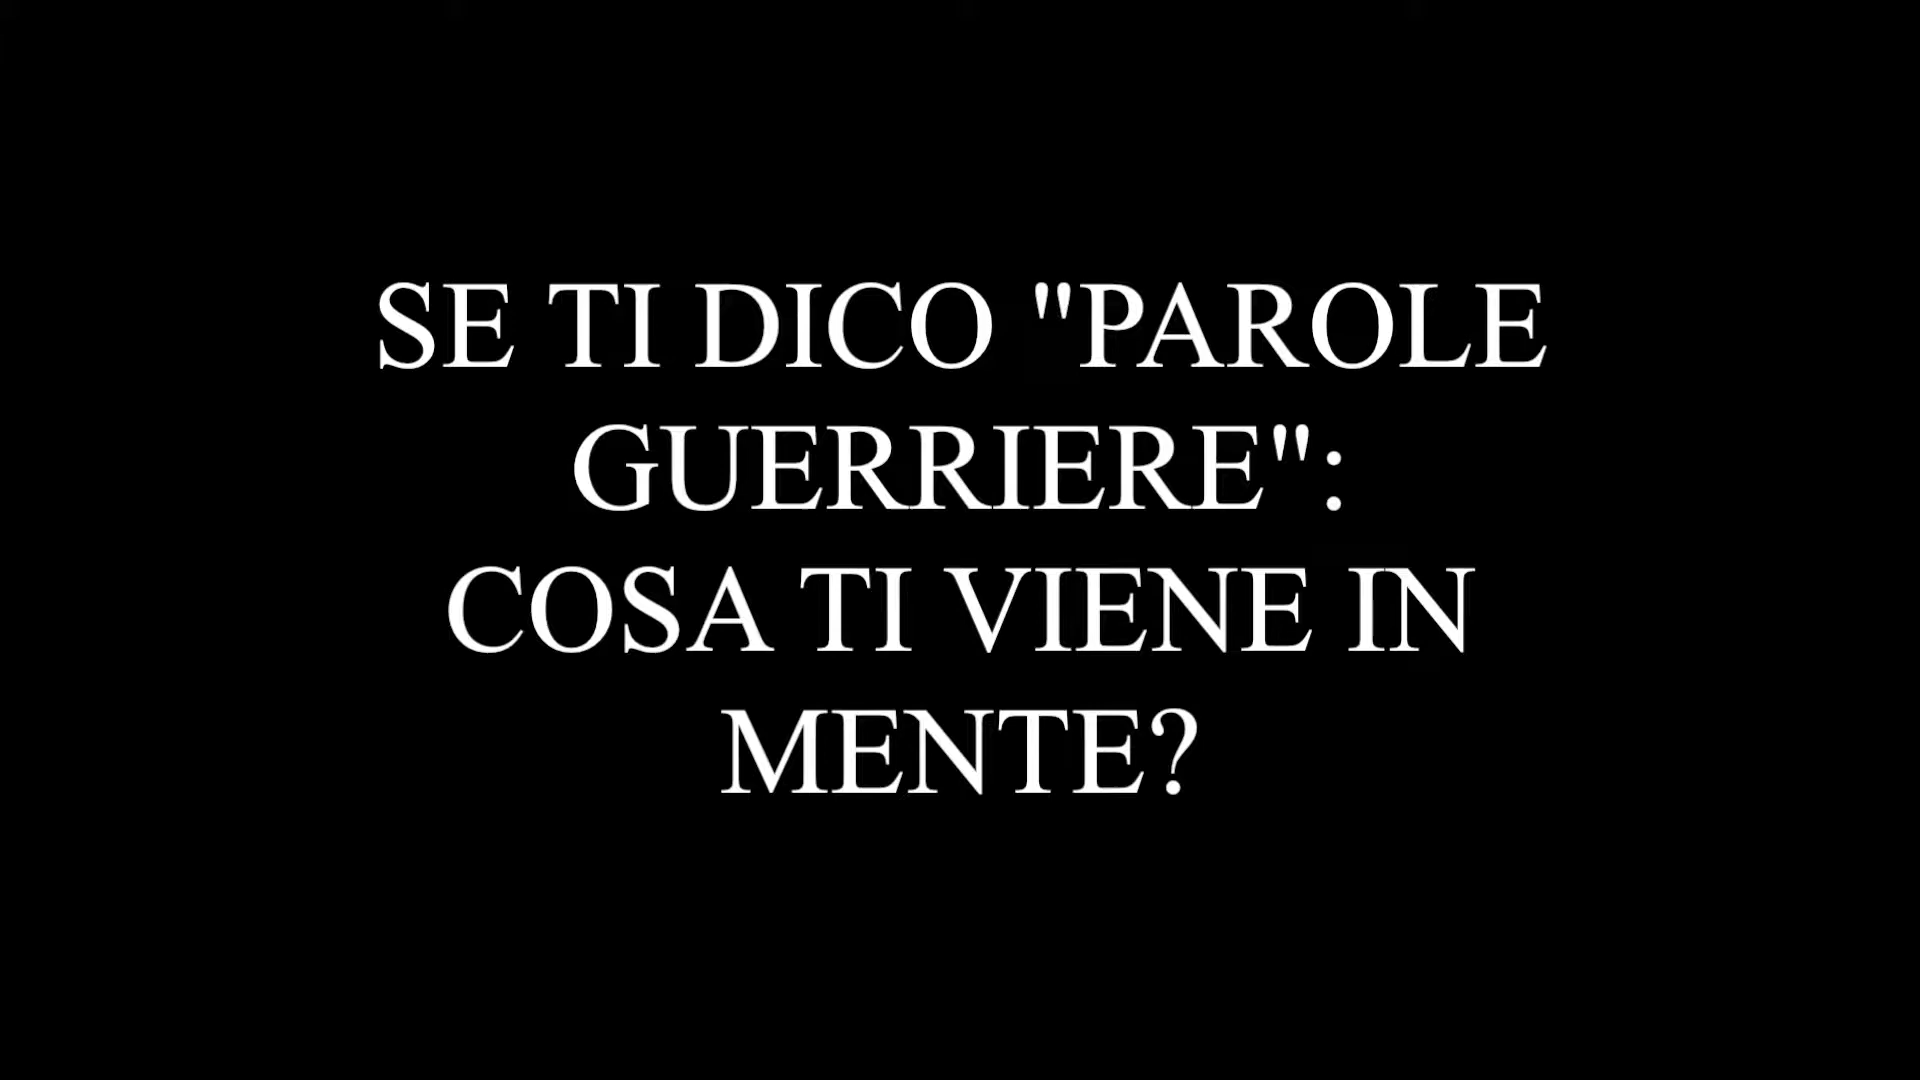 SE TI DICO "PAROLE
GUERRIERE":
COSA TI VIENE IN
MENTE?